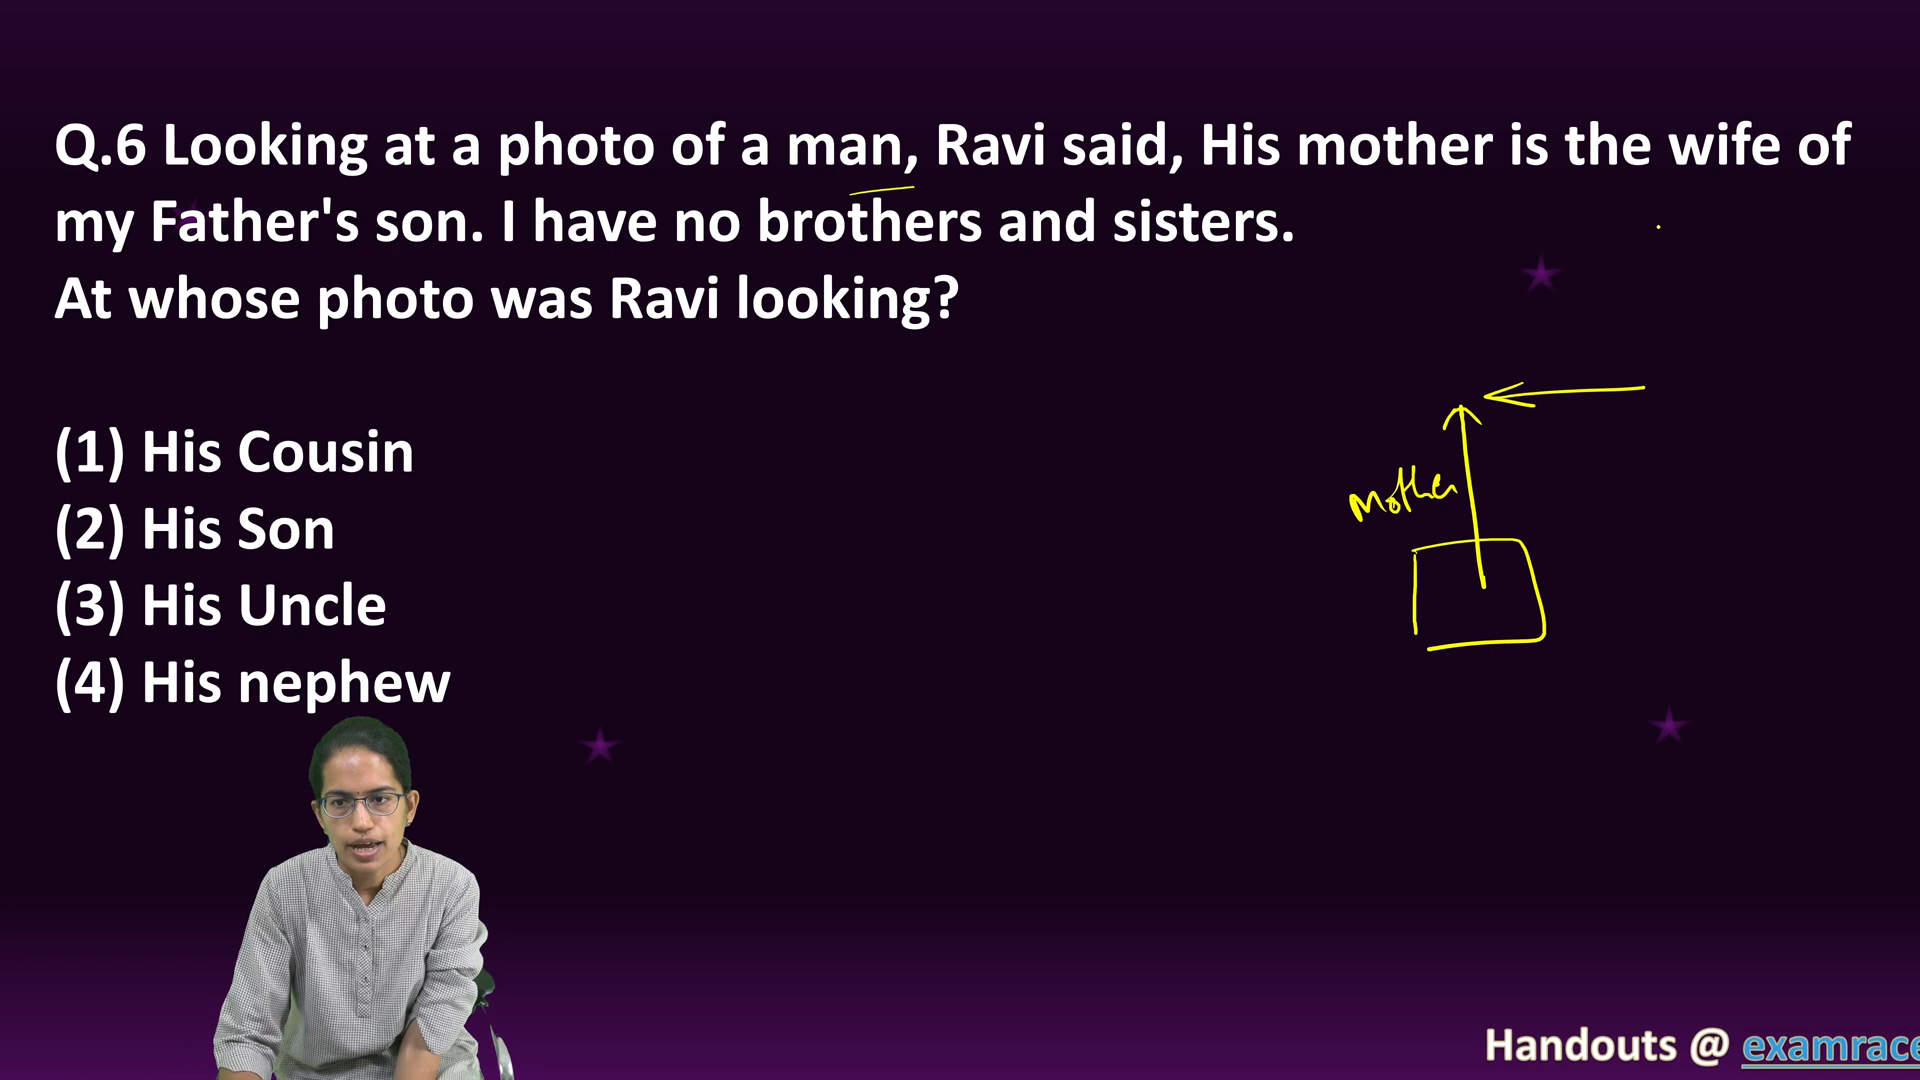 Q.6 Looking at a photo of a man, Ravi said, His mother is the wife of
my Father's son. I have no brothers and sisters.
At whose photo was Ravi looking?
(1) His Cousin
(2) His Son
(3) His Uncle
(4) His nephew
Mother
Handouts @ examrace